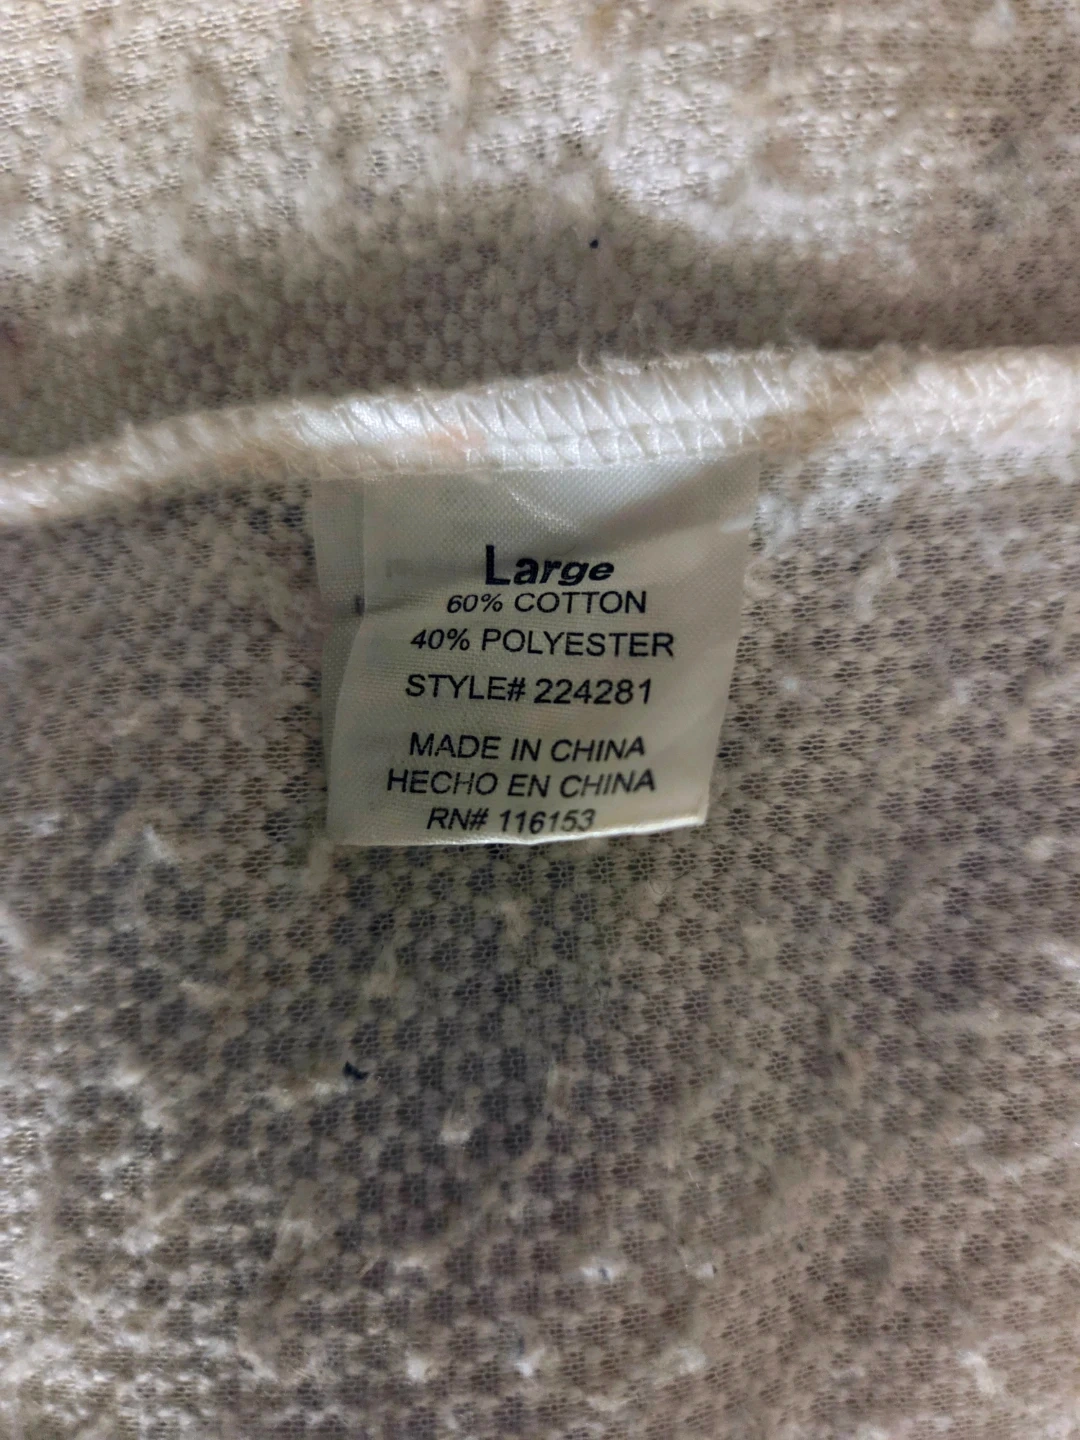 Large
60% COTTON
40% POLYESTER
STYLE# 224281
MADE IN CHINA
HECHO EN CHINA
RN# 116153